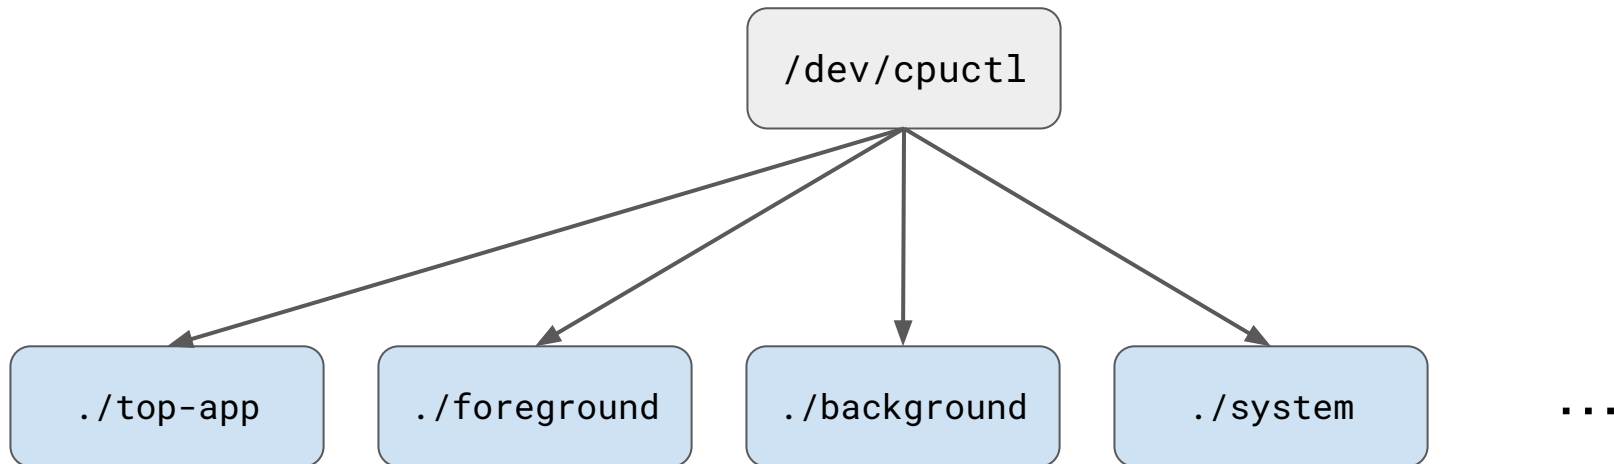 /dev/cpuctl
./top-app
./foreground
./background
./system
...